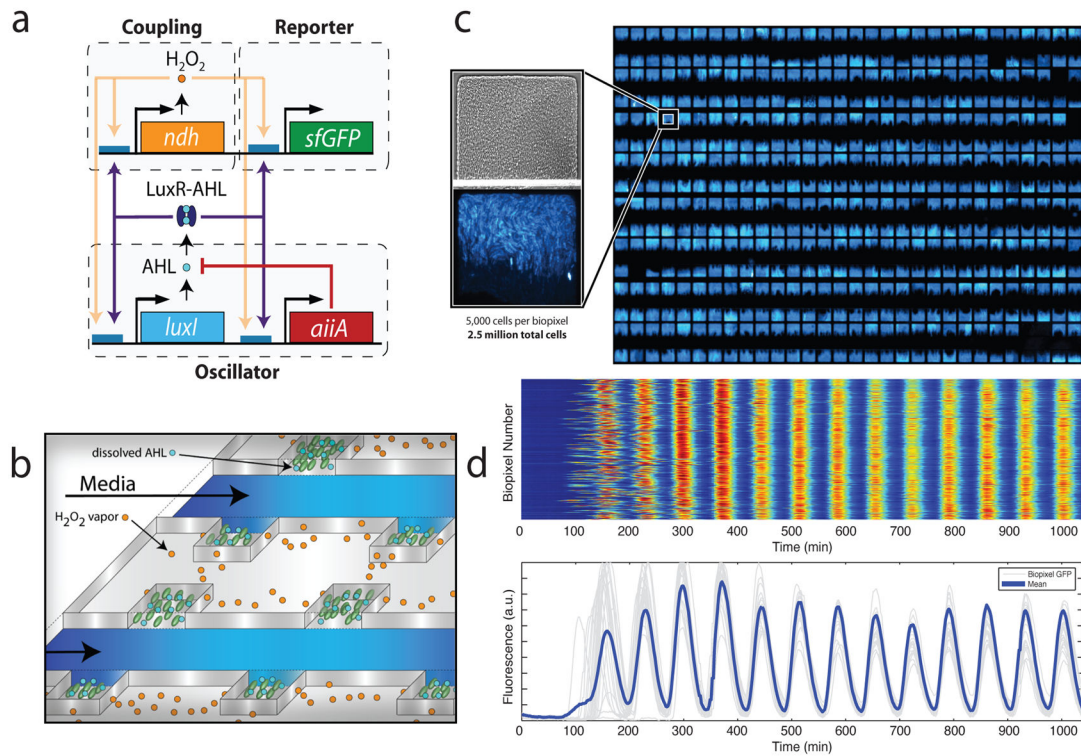 a
Coupling
Reporter
H2O2
ndh
sfGFP
LuxR-AHL
AHL
luxI
aiiA
Oscillator
b
dissolved AHL
Media
H2O2 vapor
c
5,000 cells per biopixel
2.5 million total cells
d
Biopixel Number
0 100 200 300 400 500 600 700 800 900 1000
Time (min)
Fluorescence (a.u.)
Biopixel GFP
Mean
0 100 200 300 400 500 600 700 800 900 1000
Time (min)